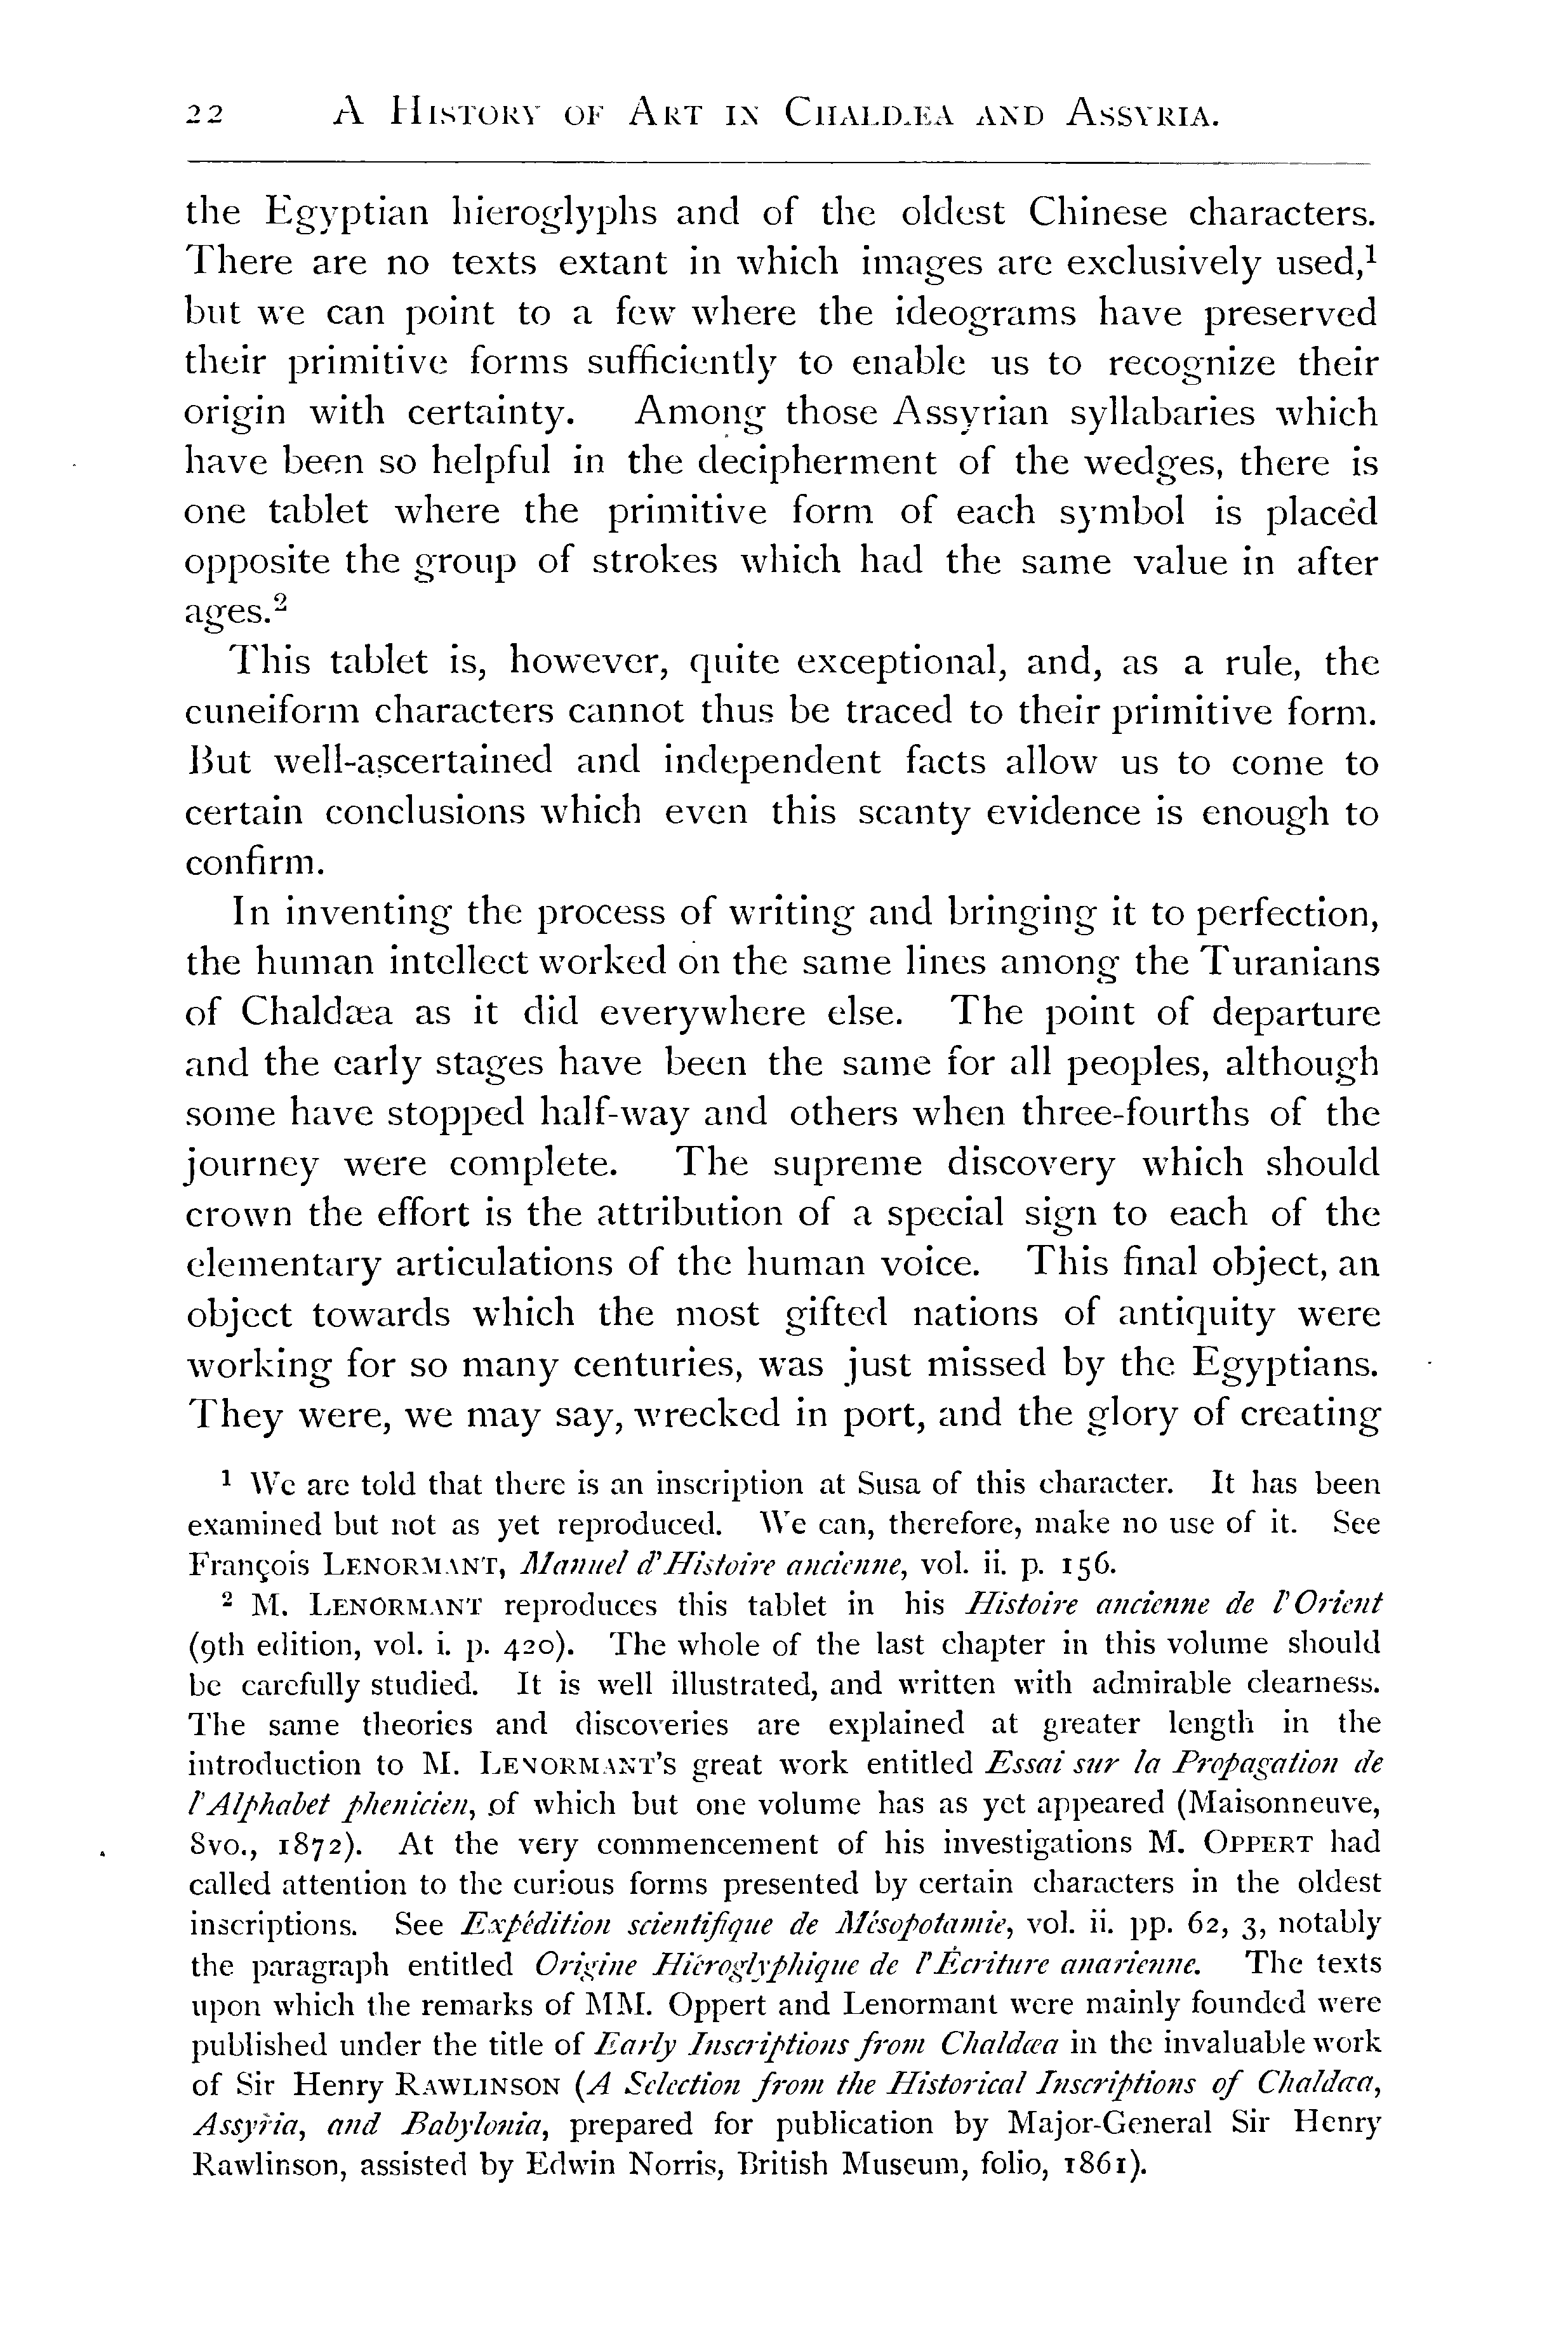 22 A History of Art in Chaldæa and Assyria.
the Egyptian hieroglyphs and of the oldest Chinese characters.
There are no texts extant in which images are exclusively used,¹
but we can point to a few where the ideograms have preserved
their primitive forms sufficiently to enable us to recognize their
origin with certainty. Among those Assyrian syllabaries which
have been so helpful in the decipherment of the wedges, there is
one tablet where the primitive form of each symbol is placed
opposite the group of strokes which had the same value in after
ages.²
This tablet is, however, quite exceptional, and, as a rule, the
cuneiform characters cannot thus be traced to their primitive form.
But well-ascertained and independent facts allow us to come to
certain conclusions which even this scanty evidence is enough to
confirm.
In inventing the process of writing and bringing it to perfection,
the human intellect worked on the same lines among the Turanians
of Chaldæa as it did everywhere else. The point of departure
and the early stages have been the same for all peoples, although
some have stopped half-way and others when three-fourths of the
journey were complete. The supreme discovery which should
crown the effort is the attribution of a special sign to each of the
elementary articulations of the human voice. This final object, an
object towards which the most gifted nations of antiquity were
working for so many centuries, was just missed by the Egyptians.
They were, we may say, wrecked in port, and the glory of creating
¹ We are told that there is an inscription at Susa of this character. It has been
examined but not as yet reproduced. We can, therefore, make no use of it. See
François Lenormant, Manuel d'Histoire ancienne, vol. ii. p. 156.
² M. Lenormant reproduces this tablet in his Histoire ancienne de l'Orient
(9th edition, vol. i. p. 420). The whole of the last chapter in this volume should
be carefully studied. It is well illustrated, and written with admirable clearness.
The same theories and discoveries are explained at greater length in the
introduction to M. Lenormant's great work entitled Essai sur la Propagation de
l'Alphabet phenicien, of which but one volume has as yet appeared (Maisonneuve,
8vo., 1872). At the very commencement of his investigations M. Oppert had
called attention to the curious forms presented by certain characters in the oldest
inscriptions. See Expédition scientifique de Mésopotamie, vol. ii. pp. 62, 3, notably
the paragraph entitled Origine Hiéroglyphique de l'Écriture anarienne. The texts
upon which the remarks of MM. Oppert and Lenormant were mainly founded were
published under the title of Early Inscriptions from Chaldæa in the invaluable work
of Sir Henry Rawlinson (A Selection from the Historical Inscriptions of Chaldæa,
Assyria, and Babylonia, prepared for publication by Major-General Sir Henry
Rawlinson, assisted by Edwin Norris, British Museum, folio, 1861).